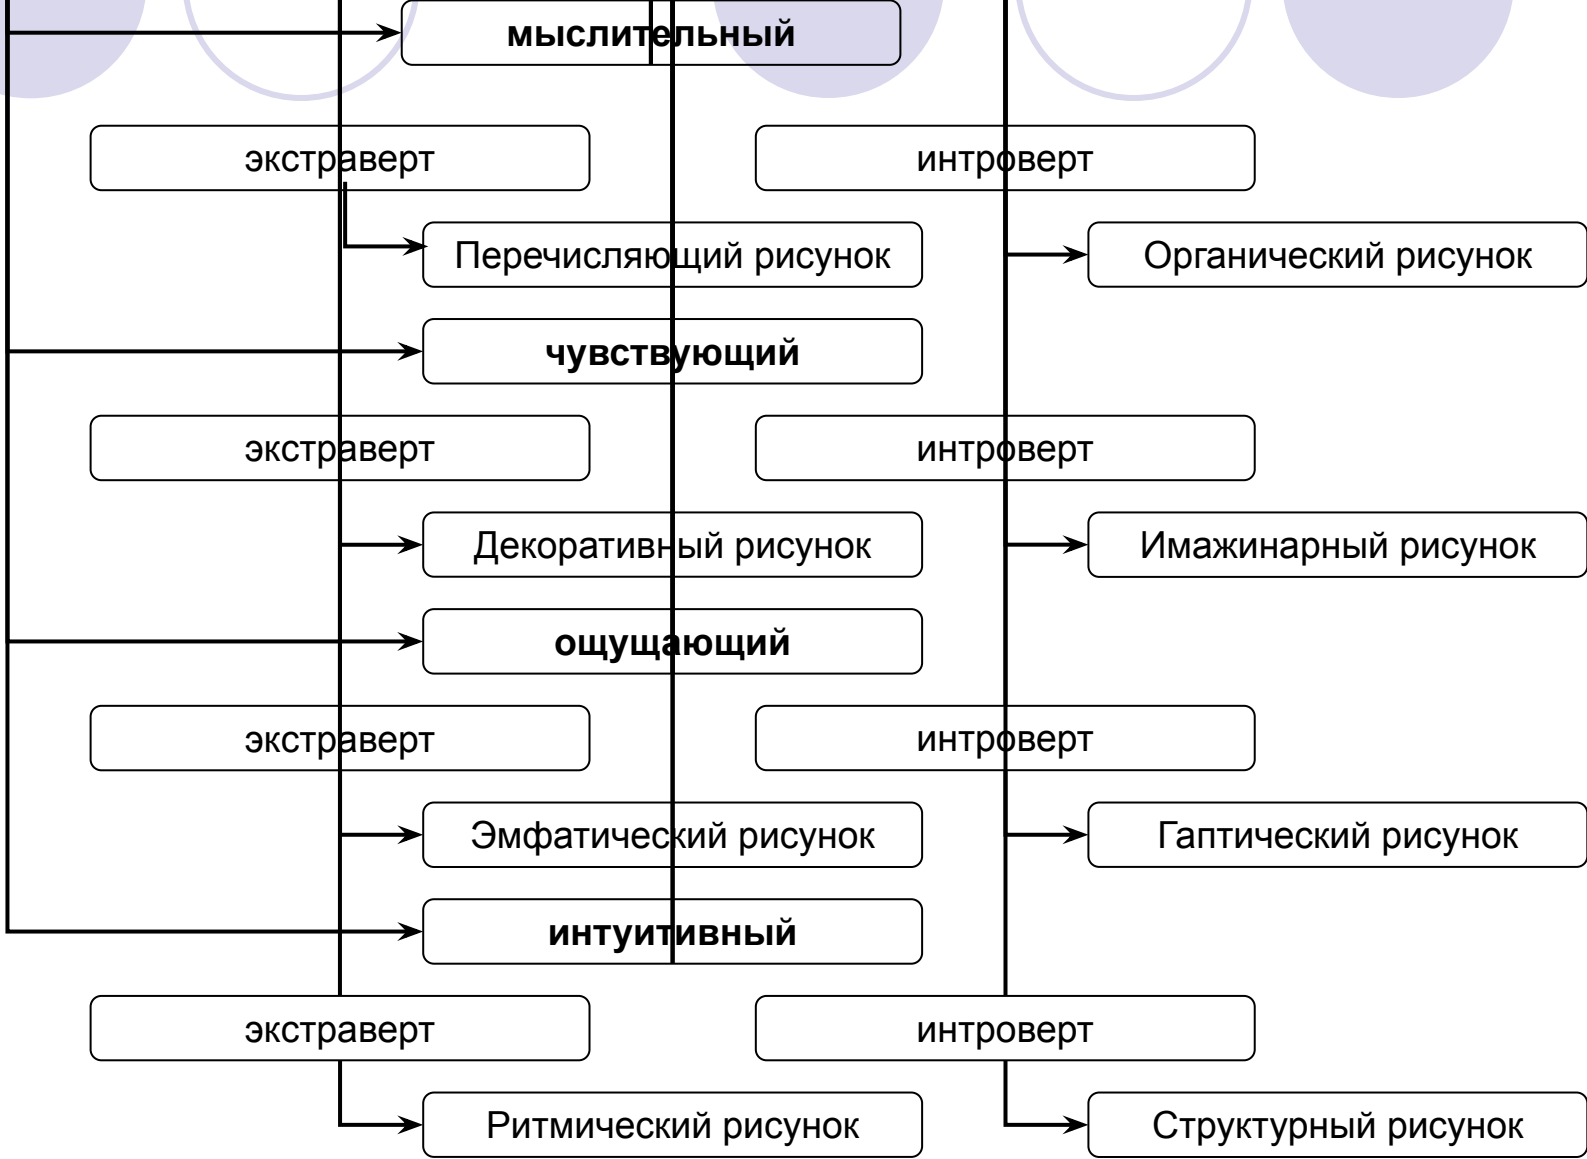 мыслительный
экстраверт
интроверт
Перечисляющий рисунок
Органический рисунок
чувствующий
экстраверт
интроверт
Декоративный рисунок
Имажинарный рисунок
ощущающий
экстраверт
интроверт
Эмфатический рисунок
Гаптический рисунок
интуитивный
экстраверт
интроверт
Ритмический рисунок
Структурный рисунок